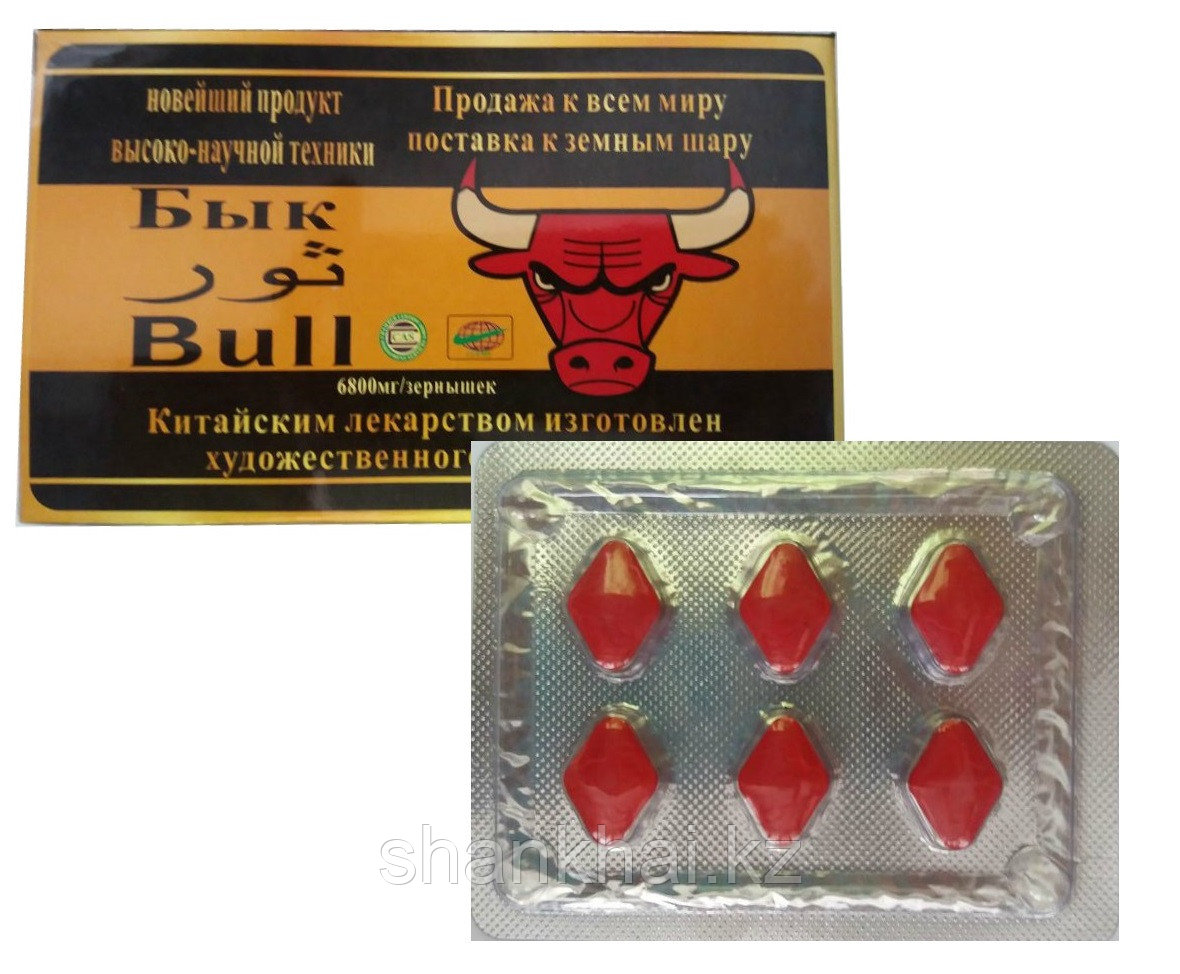 новейший продукт
высоко-научной техники
Продажа к всем миру
поставка к земным шару
Бык
ثور
Bull
CAS
6800мг/зернышек
Китайским лекарством изготовлен
художественного
shankhai.kz